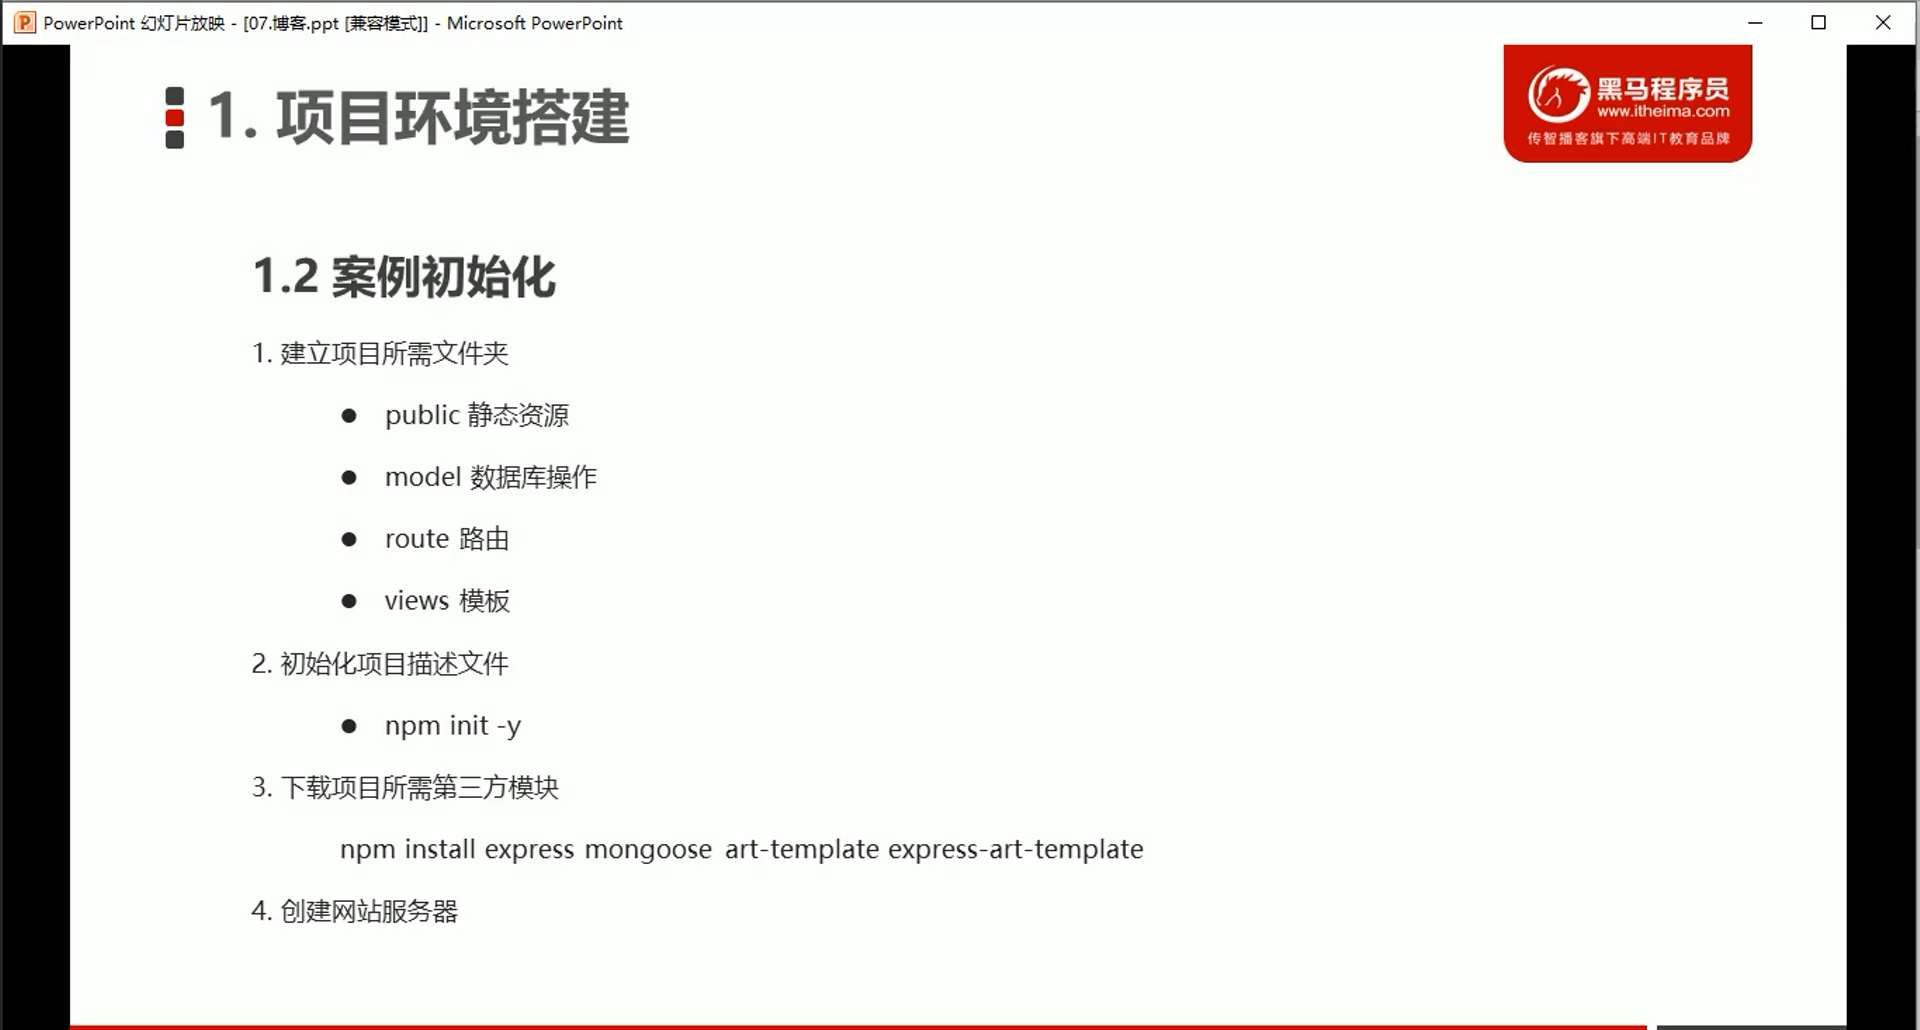 PowerPoint 幻灯片放映 - [07.博客.ppt [兼容模式]] - Microsoft PowerPoint
1. 项目环境搭建
黑马程序员
www.itheima.com
传智播客旗下高端IT教育品牌
1.2 案例初始化
1. 建立项目所需文件夹
● public 静态资源
● model 数据库操作
● route 路由
● views 模板
2. 初始化项目描述文件
● npm init -y
3. 下载项目所需第三方模块
npm install express mongoose art-template express-art-template
4. 创建网站服务器